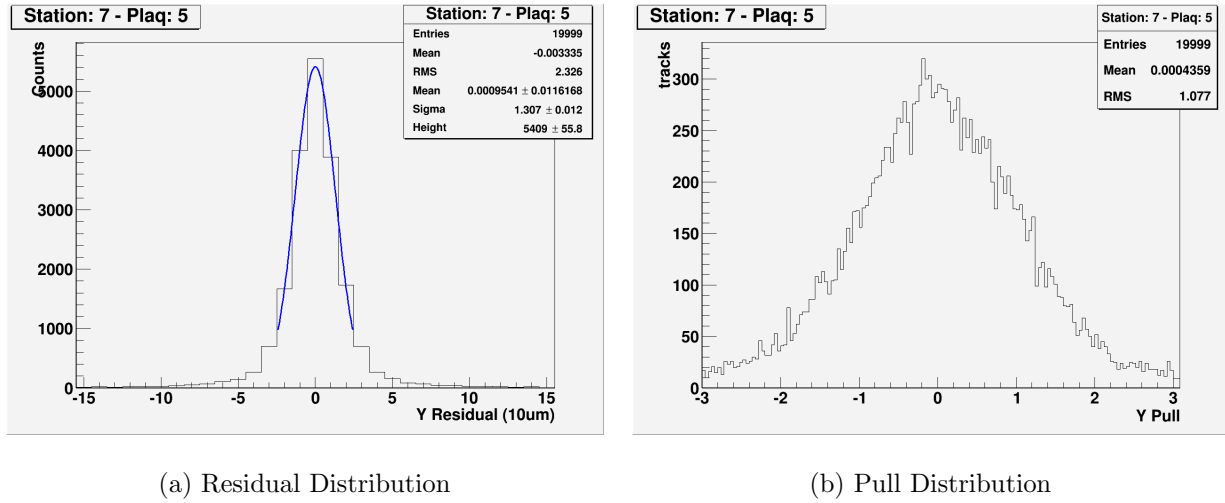 Station: 7 - Plaq: 5
Station: 7 - Plaq: 5
Entries 19999
Mean -0.003335
RMS 2.326
Mean 0.0009541 ± 0.0116168
Sigma 1.307 ± 0.012
Height 5409 ± 55.8
Counts
5000
4000
3000
2000
1000
0
-15 -10 -5 0 5 10 15
Y Residual (10um)
(a) Residual Distribution
Station: 7 - Plaq: 5
Station: 7 - Plaq: 5
Entries 19999
Mean 0.0004359
RMS 1.077
tracks
300
250
200
150
100
50
0
-3 -2 -1 0 1 2 3
Y Pull
(b) Pull Distribution